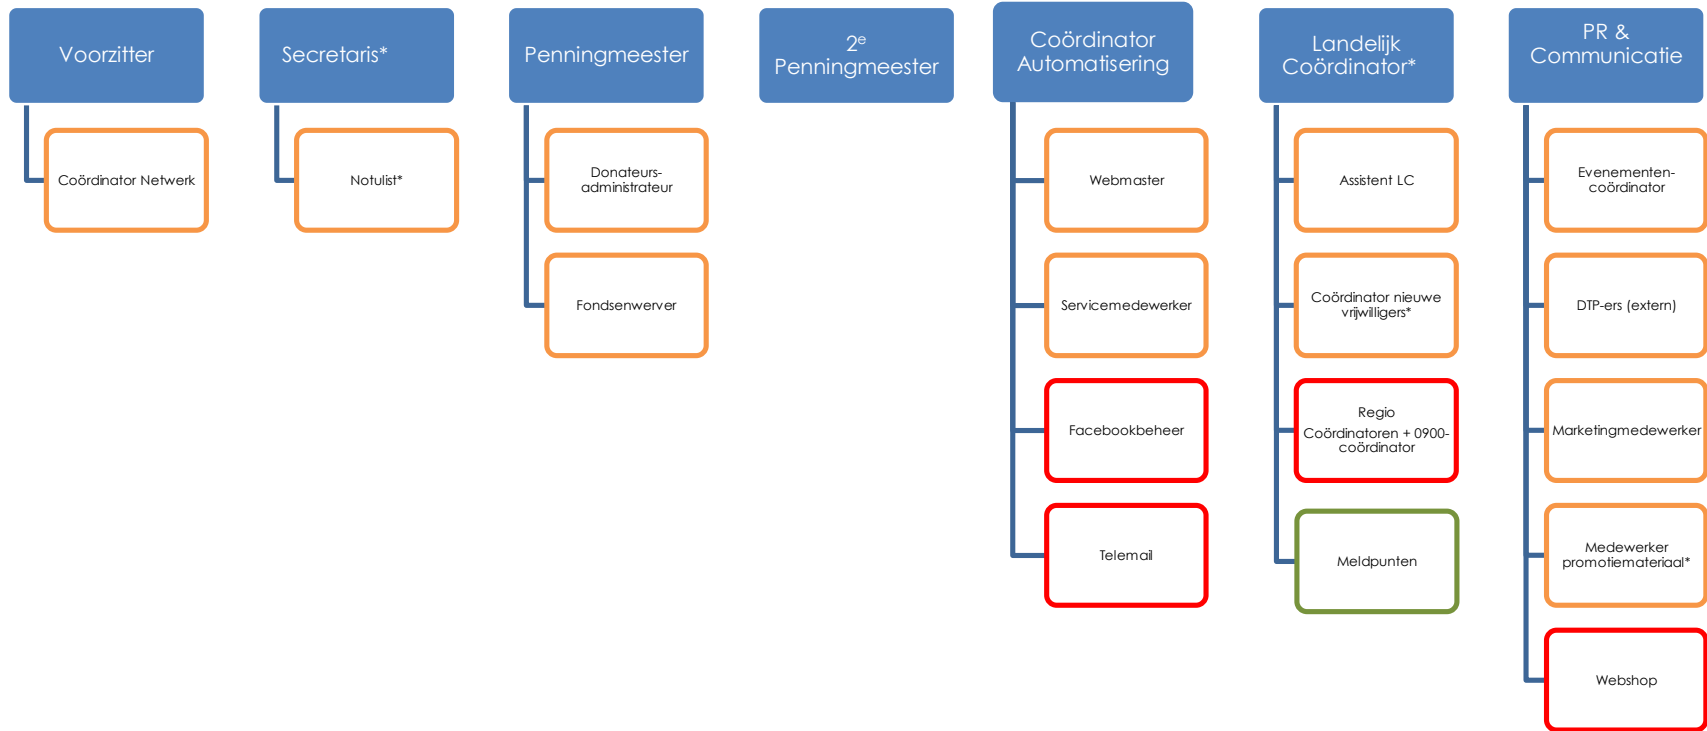 Voorzitter
Coördinator Netwerk
Secretaris*
Notulist*
Penningmeester
Donateurs-
administrateur
Fondsenwerver
2e
Penningmeester
Coördinator
Automatisering
Webmaster
Servicemedewerker
Facebookbeheer
Telemail
Landelijk
Coördinator*
Assistent LC
Coördinator nieuwe
vrijwilligers*
Regio
Coördinatoren + 0900-
coördinator
Meldpunten
PR &
Communicatie
Evenementen-
coördinator
DTP-ers (extern)
Marketingmedewerker
Medewerker
promotiemateriaal*
Webshop